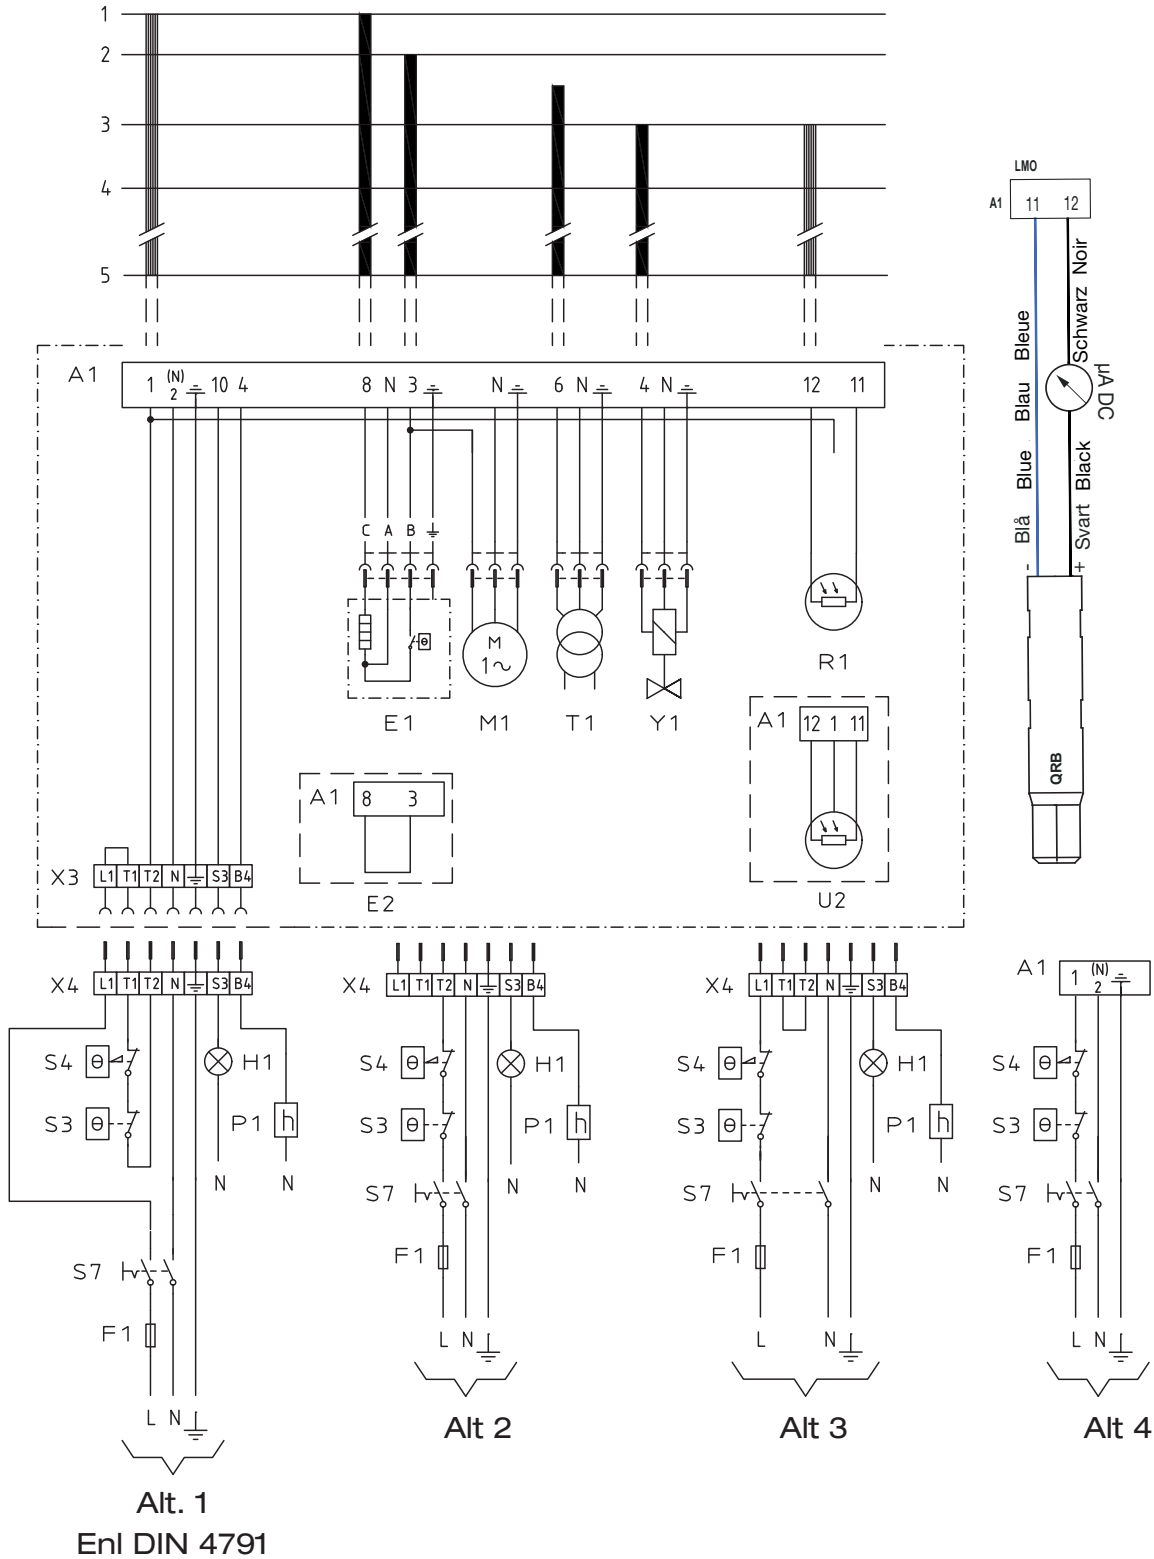 1
2
3
4
5
A1
1 (N) 2 10 4 8 N 3 N 6 N 4 N 12 11
C A B
M
1~
θ
E1 M1 T1 Y1 R1
A1 8 3
E2
A1 12 1 11
U2
X3 L1 T1 T2 N S3 B4
LMO
A1 11 12
Blå Blue Blau Bleue
Svart Black Schwarz Noir
µA DC
- +
QRB
X4 L1 T1 T2 N S3 B4
S4 θ H1
S3 θ P1 h
N N
S7
F1
L N
Alt. 1
Enl DIN 4791
X4 L1 T1 T2 N S3 B4
S4 θ H1
S3 θ P1 h
S7 N N
F1
L N
Alt 2
X4 L1 T1 T2 N S3 B4
S4 θ H1
S3 θ P1 h
S7 N N
F1
L N
Alt 3
A1 1 (N) 2
S4 θ
S3 θ
S7
F1
L N
Alt 4